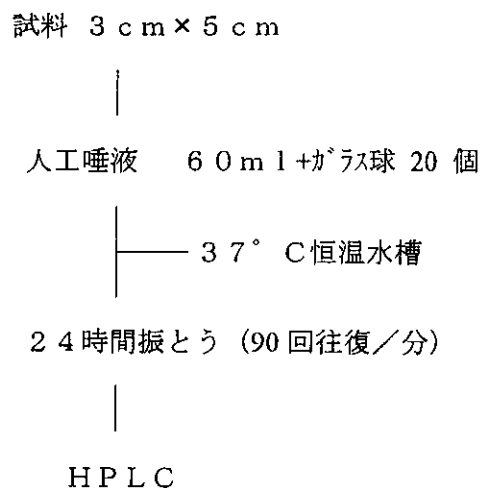 試料 3cm×5cm
人工唾液 60ml+ｶﾞﾗｽ球 20 個
37°C恒温水槽
24時間振とう (90 回往復／分)
HPLC